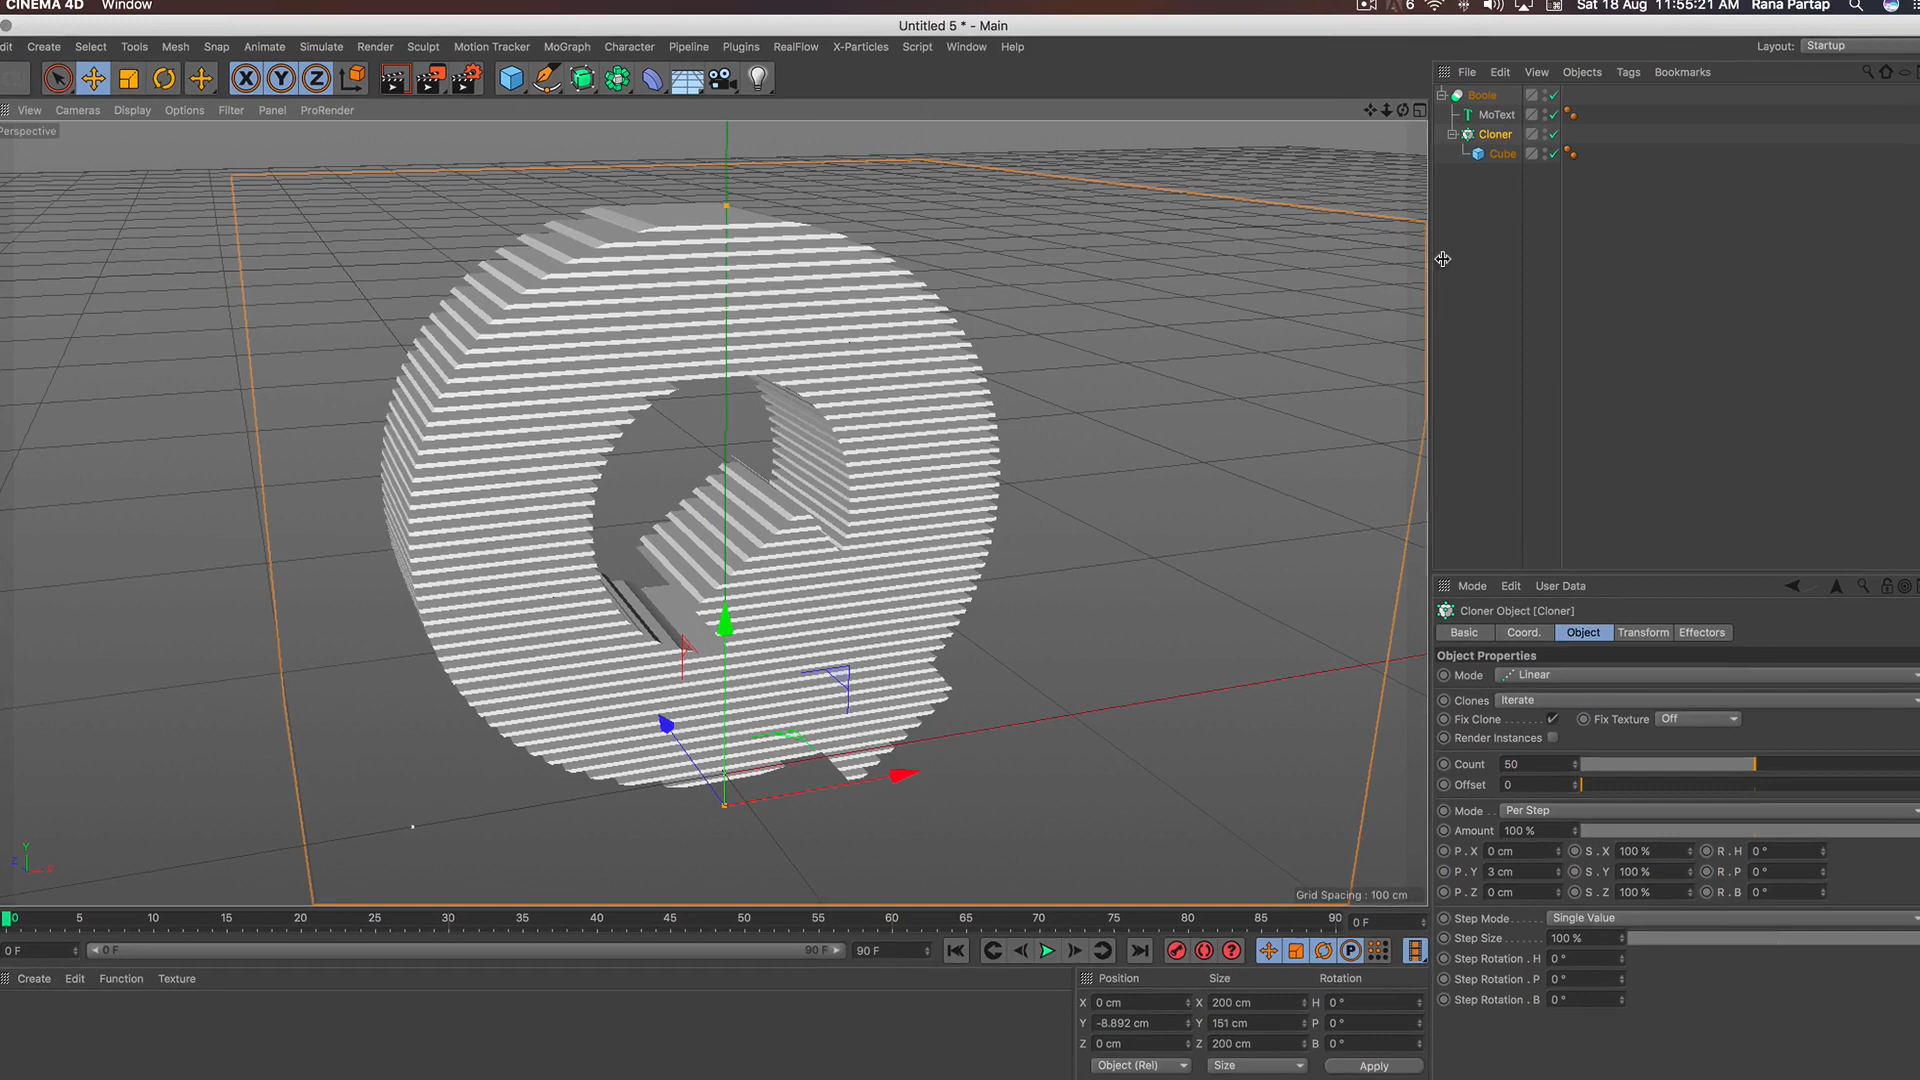 CINEMA 4D Window 6 Sat 18 Aug 11:55:21 AM Rana Partap
Untitled 5 * - Main
dit Create Select Tools Mesh Snap Animate Simulate Render Sculpt Motion Tracker MoGraph Character Pipeline Plugins RealFlow X-Particles Script Window Help Layout: Startup
X Y Z
File Edit View Objects Tags Bookmarks
View Cameras Display Options Filter Panel ProRender
Perspective
Boole
MoText
Cloner
Cube
Mode Edit User Data
Cloner Object [Cloner]
Basic Coord. Object Transform Effectors
Object Properties
Mode Linear
Clones Iterate
Fix Clone Fix Texture Off
Render Instances
Count 50
Offset 0
Mode Per Step
Amount 100 %
P . X 0 cm S . X 100 % R . H 0 °
P . Y 3 cm S . Y 100 % R . P 0 °
P . Z 0 cm S . Z 100 % R . B 0 °
Step Mode Single Value
Step Size 100 %
Step Rotation . H 0 °
Step Rotation . P 0 °
Step Rotation . B 0 °
Y
Z X
Grid Spacing : 100 cm
0 5 10 15 20 25 30 35 40 45 50 55 60 65 70 75 80 85 90 0 F
0 F 0 F 90 F 90 F
P
Create Edit Function Texture
Position Size Rotation
X 0 cm X 200 cm H 0 °
Y -8.892 cm Y 151 cm P 0 °
Z 0 cm Z 200 cm B 0 °
Object (Rel) Size Apply